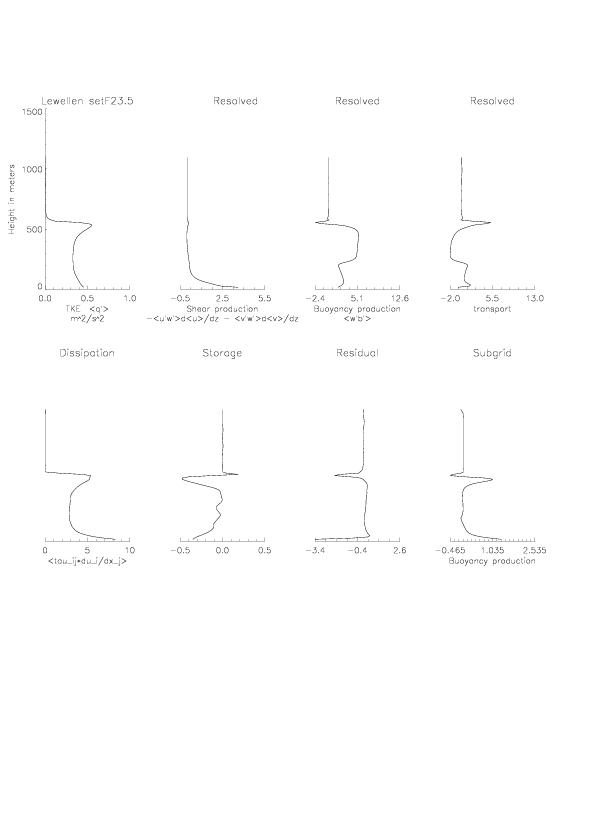 Lewellen setF23.5
Resolved
Resolved
Resolved
1500
1000
500
0
Height in meters
0.0 0.5 1.0
TKE <q'>
m^2/s^2
-0.5 2.5 5.5
Shear production
-<u'w'>d<u>/dz - <v'w'>d<v>/dz
-2.4 5.1 12.6
Buoyancy production
<w'b'>
-2.0 5.5 13.0
transport
Dissipation
Storage
Residual
Subgrid
0 5 10
<tau_ij*du_i/dx_j>
-0.5 0.0 0.5
-3.4 -0.4 2.6
-0.465 1.035 2.535
Buoyancy production